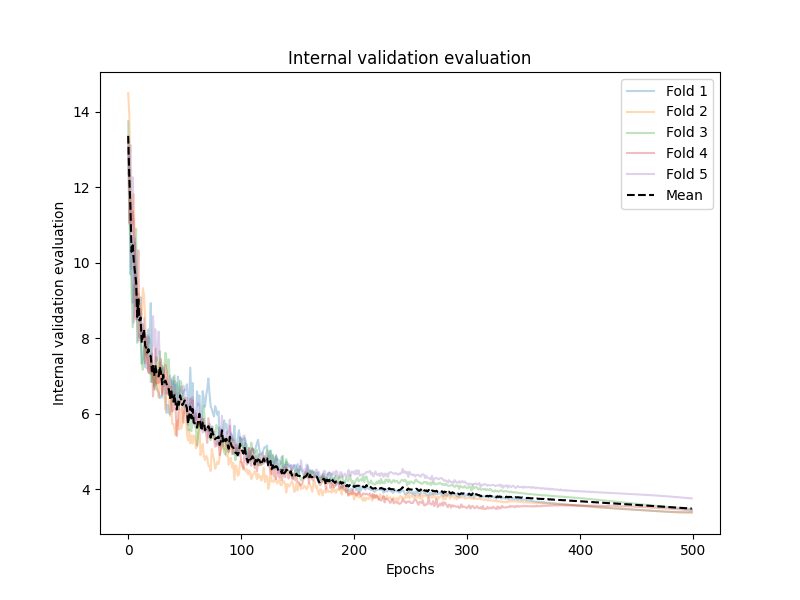 Internal validation evaluation
Fold 1
Fold 2
Fold 3
Fold 4
Fold 5
Mean
Internal validation evaluation
14
12
10
8
6
4
0 100 200 300 400 500
Epochs